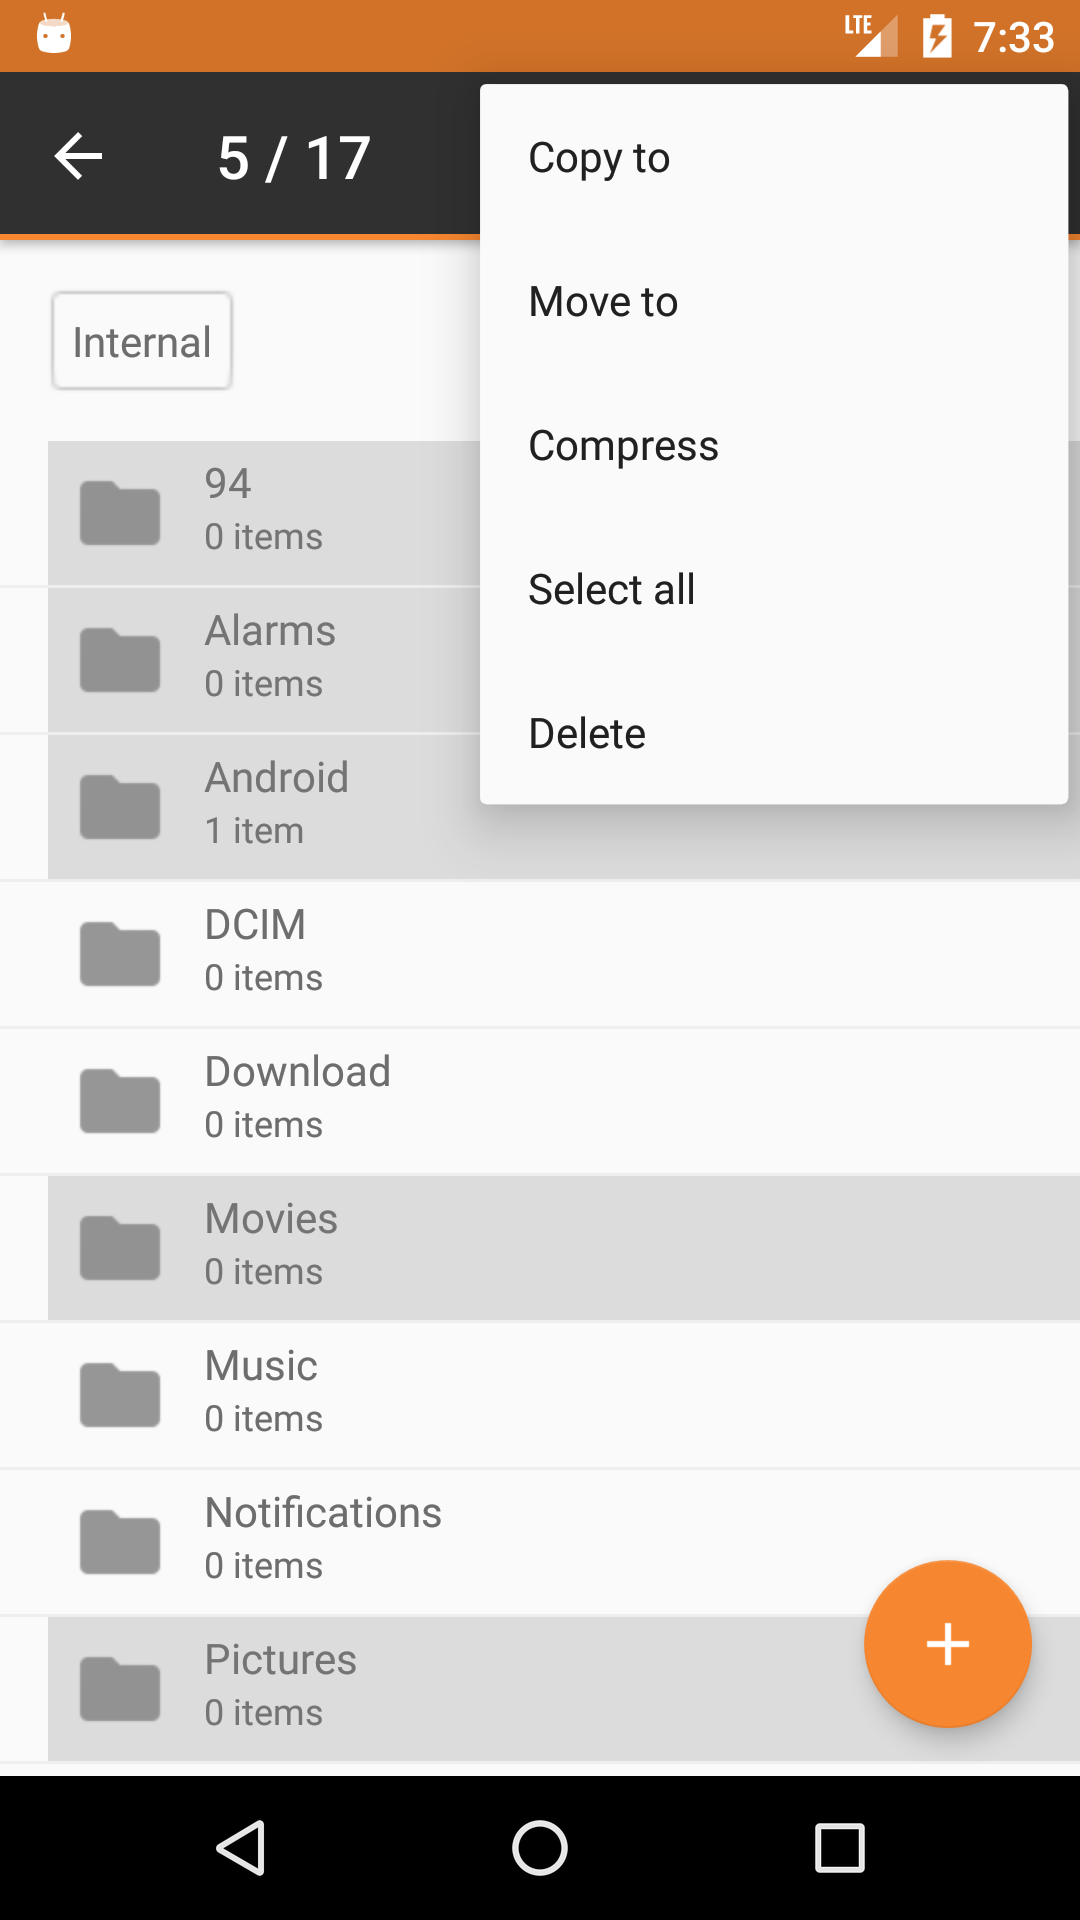 LTE 7:33
5 / 17
Copy to
Move to
Compress
Select all
Delete
Internal
94
0 items
Alarms
0 items
Android
1 item
DCIM
0 items
Download
0 items
Movies
0 items
Music
0 items
Notifications
0 items
Pictures
0 items